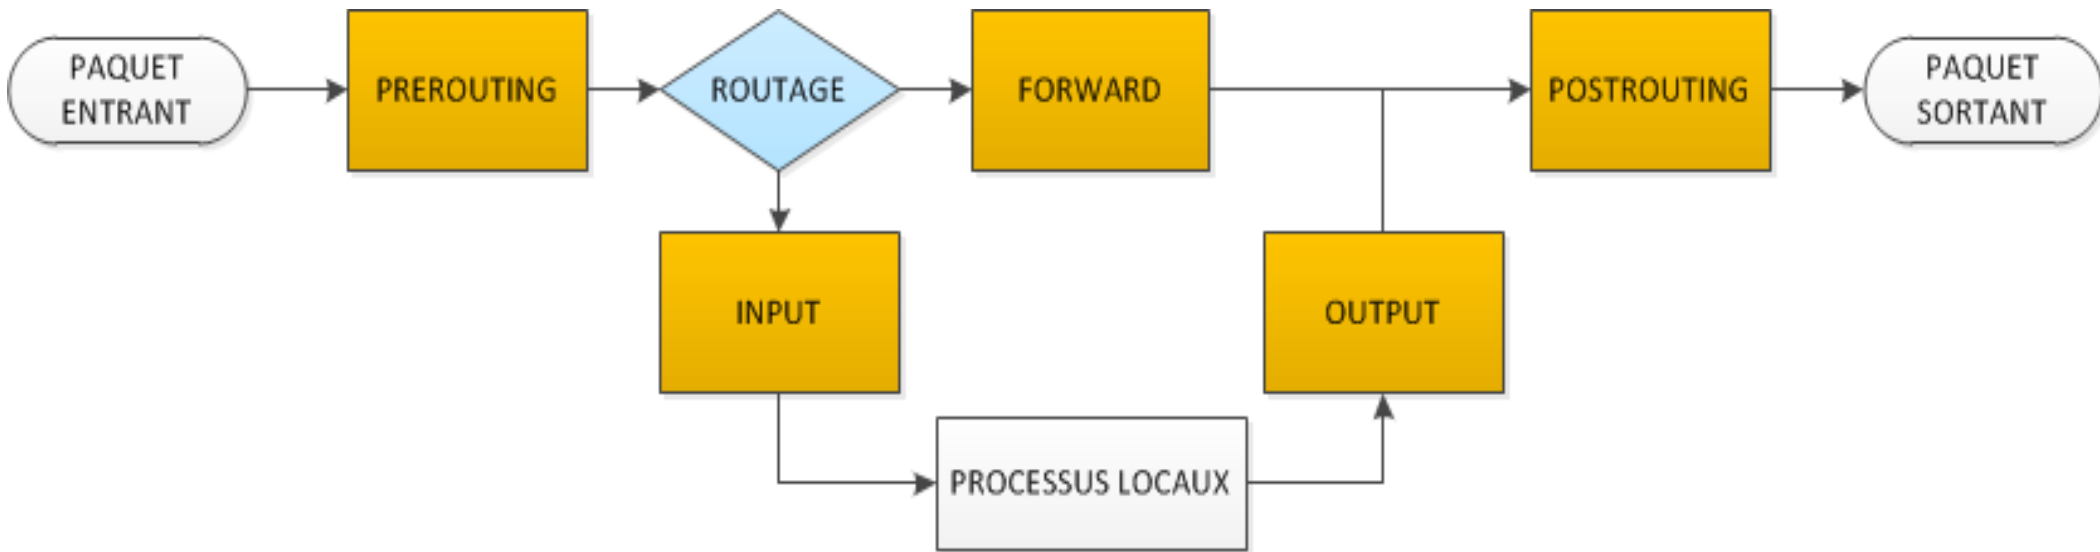 PAQUET
ENTRANT
PREROUTING
ROUTAGE
FORWARD
POSTROUTING
PAQUET
SORTANT
INPUT
OUTPUT
PROCESSUS LOCAUX